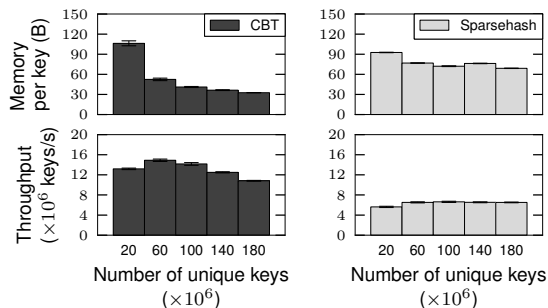 Memory
per key (B)
150
120
90
60
30
0
CBT
150
120
90
60
30
0
Sparsehash
Throughput
(×10⁶ keys/s)
20
16
12
8
4
0
20 60 100 140 180
Number of unique keys
(×10⁶)
20
16
12
8
4
0
20 60 100 140 180
Number of unique keys
(×10⁶)